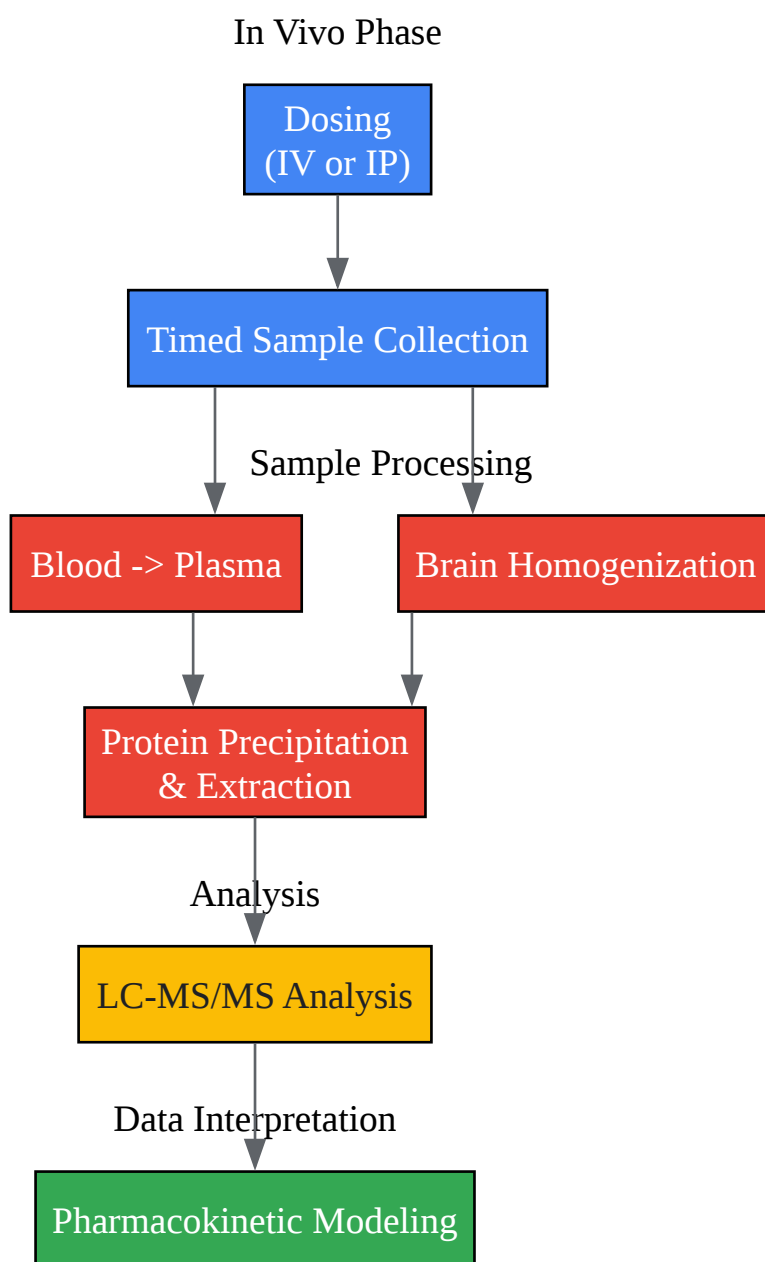 In Vivo Phase
Dosing
(IV or IP)
Timed Sample Collection
Sample Processing
Blood -> Plasma
Brain Homogenization
Protein Precipitation
& Extraction
Analysis
LC-MS/MS Analysis
Data Interpretation
Pharmacokinetic Modeling